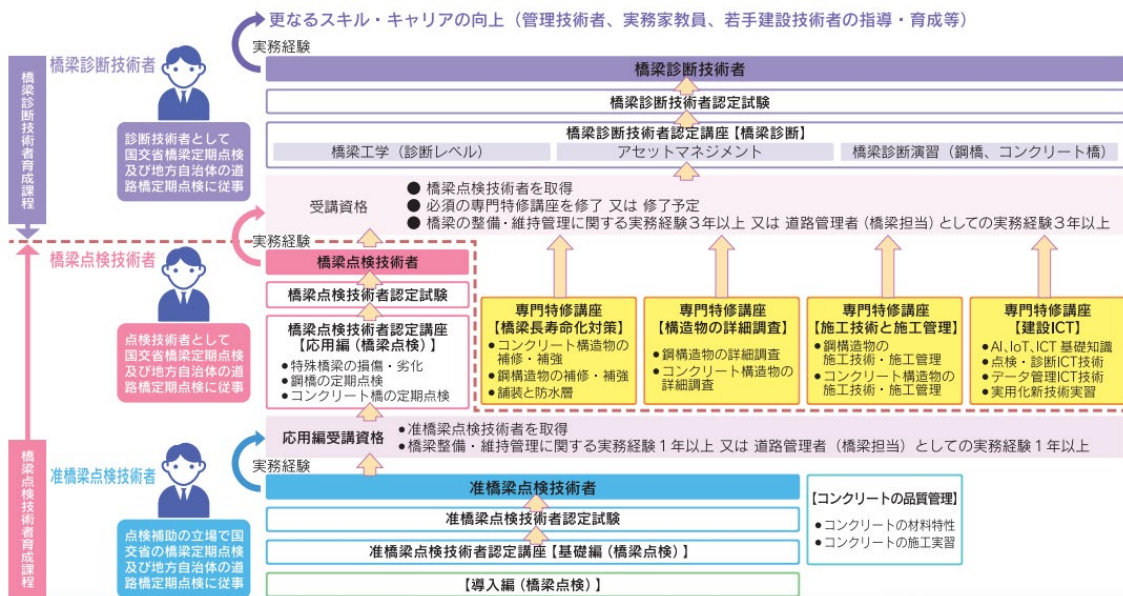 更なるスキル・キャリアの向上（管理技術者、実務家教員、若手建設技術者の指導・育成等）
実務経験
橋梁診断技術者育成課程
橋梁診断技術者
診断技術者として
国交省橋梁定期点検
及び地方自治体の道
路橋定期点検に従事
橋梁診断技術者
橋梁診断技術者認定試験
橋梁診断技術者認定講座【橋梁診断】
橋梁工学（診断レベル）
アセットマネジメント
橋梁診断演習（鋼橋、コンクリート橋）
受講資格
● 橋梁点検技術者を取得
● 必須の専門特修講座を修了 又は 修了予定
● 橋梁の整備・維持管理に関する実務経験３年以上 又は 道路管理者（橋梁担当）としての実務経験３年以上
実務経験
橋梁点検技術者育成課程
橋梁点検技術者
点検技術者として
国交省橋梁定期点検
及び地方自治体の道
路橋定期点検に従事
橋梁点検技術者
橋梁点検技術者認定試験
橋梁点検技術者認定講座
【応用編（橋梁点検）】
●特殊橋梁の損傷・劣化
●鋼橋の定期点検
●コンクリート橋の定期点検
専門特修講座
【橋梁長寿命化対策】
●コンクリート構造物の
補修・補強
●鋼構造物の補修・補強
●舗装と防水層
専門特修講座
【構造物の詳細調査】
●鋼構造物の詳細調査
●コンクリート構造物の
詳細調査
専門特修講座
【施工技術と施工管理】
●鋼構造物の
施工技術・施工管理
●コンクリート構造物の
施工技術・施工管理
専門特修講座
【建設ICT】
●AI、IoT、ICT 基礎知識
●点検・診断ICT技術
●データ管理ICT技術
●実用化新技術実習
応用編受講資格
●准橋梁点検技術者を取得
●橋梁整備・維持管理に関する実務経験１年以上 又は 道路管理者（橋梁担当）としての実務経験１年以上
実務経験
准橋梁点検技術者
点検補助の立場で国
交省の橋梁定期点検
及び地方自治体の道
路橋定期点検に従事
准橋梁点検技術者
准橋梁点検技術者認定試験
准橋梁点検技術者認定講座【基礎編（橋梁点検）】
【導入編（橋梁点検）】
【コンクリートの品質管理】
●コンクリートの材料特性
●コンクリートの施工実習